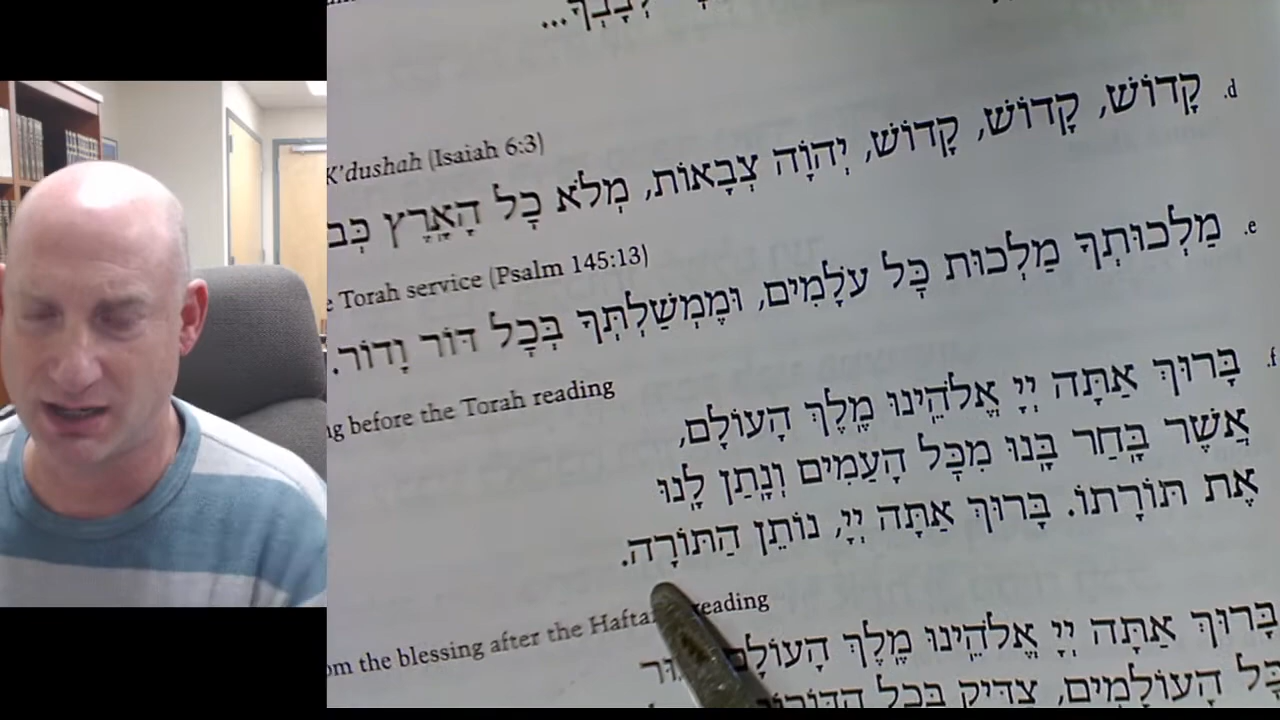 לְבָבְךָ...
d. קָדוֹשׁ, קָדוֹשׁ, קָדוֹשׁ, יְהוָֹה צְבָאוֹת, מְלֹא כָל הָאָֽרֶץ
K'dushah (Isaiah 6:3)
e. מַלְכוּתְךָ מַלְכוּת כָּל עֹלָמִים, וּמֶמְשַׁלְתְּךָ בְּכָל דּוֹר וָדוֹר.
Torah service (Psalm 145:13)
f. בָּרוּךְ אַתָּה יְיָ אֱלֹהֵֽינוּ מֶֽלֶךְ הָעוֹלָם,
אֲשֶׁר בָּֽחַר בָּֽנוּ מִכָּל הָעַמִּים וְנָֽתַן לָֽנוּ
אֶת תּוֹרָתוֹ. בָּרוּךְ אַתָּה יְיָ, נוֹתֵן הַתּוֹרָה.
before the Torah reading
בָּרוּךְ אַתָּה יְיָ אֱלֹהֵֽינוּ מֶֽלֶךְ הָעוֹלָם
כָּל הָעוֹלָמִים, צַדִּיק בְּכָל הַדּוֹרוֹת
the blessing after the reading